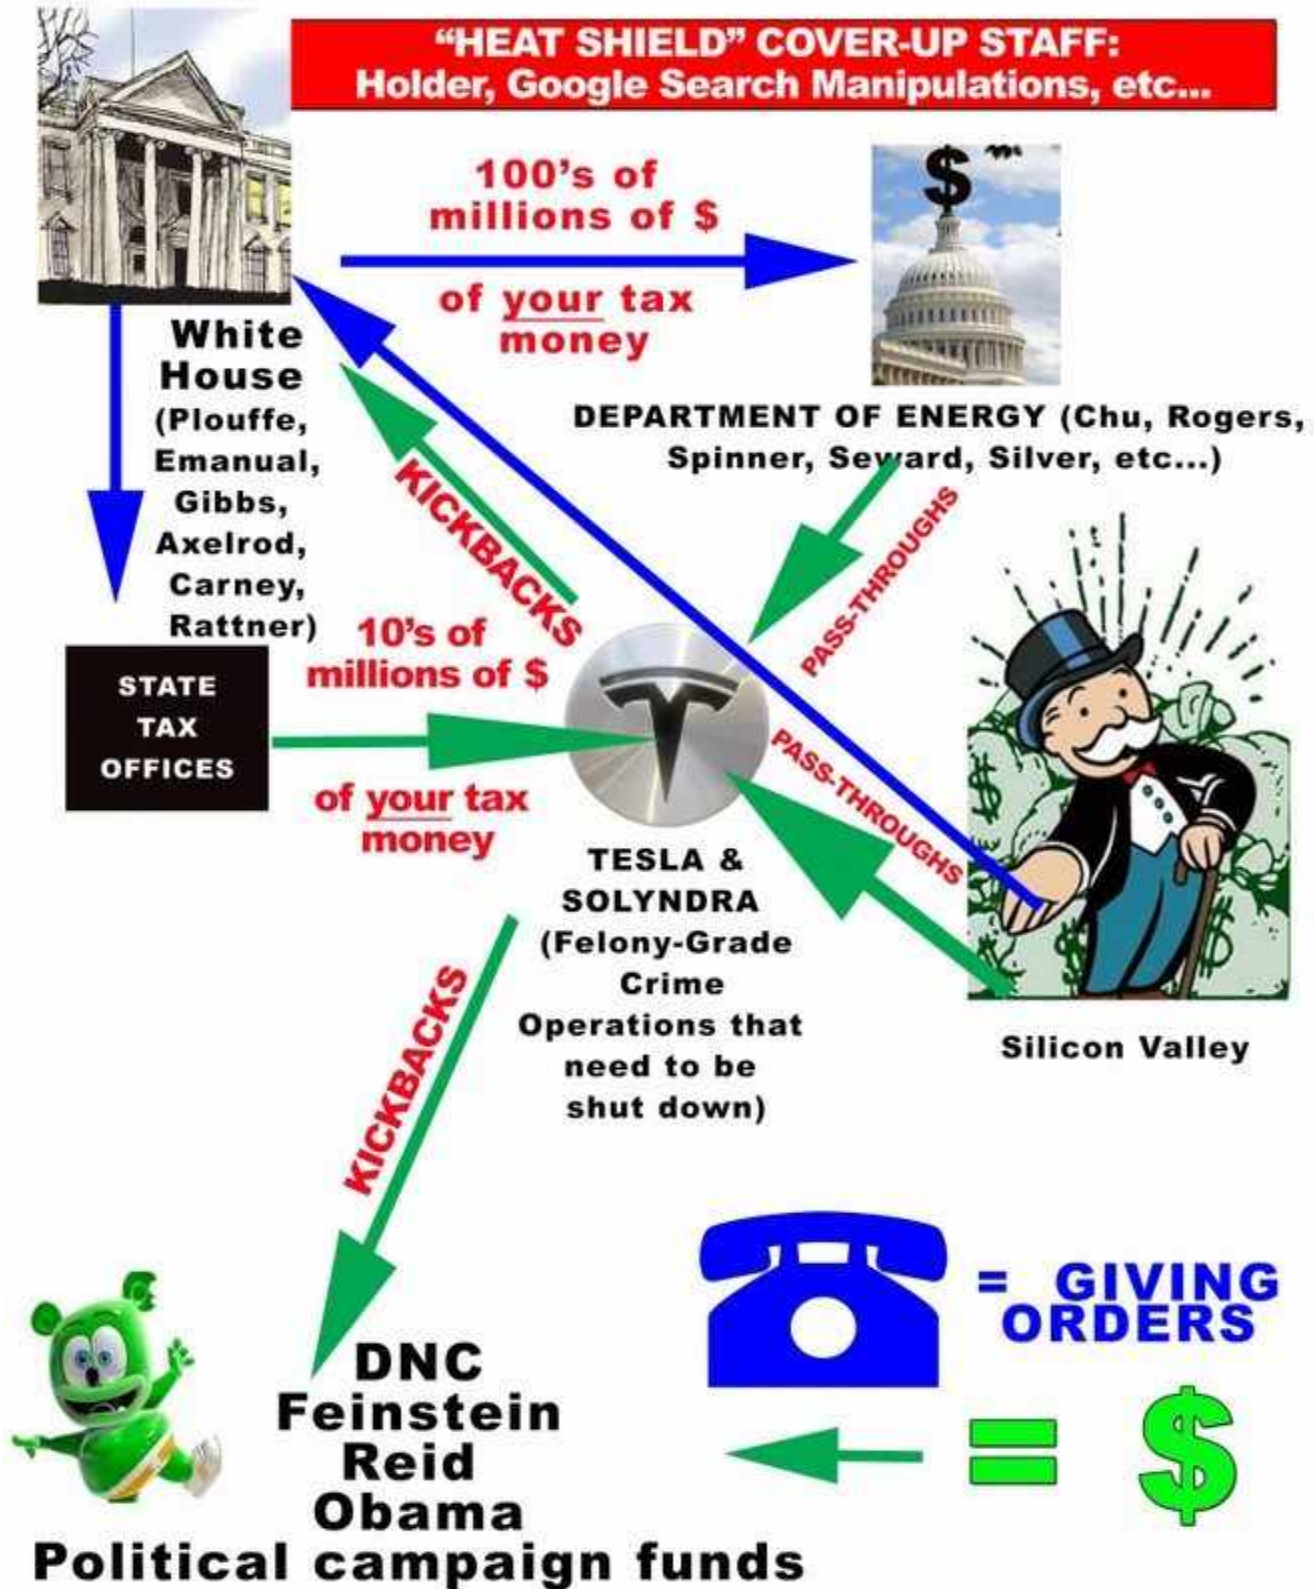 “HEAT SHIELD” COVER-UP STAFF:
Holder, Google Search Manipulations, etc...
100’s of
millions of $
of your tax
money
$
White
House
(Plouffe,
Emanual,
Gibbs,
Axelrod,
Carney,
Rattner)
DEPARTMENT OF ENERGY (Chu, Rogers,
Spinner, Seward, Silver, etc...)
KICKBACKS
PASS-THROUGHS
STATE
TAX
OFFICES
10’s of
millions of $
of your tax
money
PASS-THROUGHS
TESLA &
SOLYNDRA
(Felony-Grade
Crime
Operations that
need to be
shut down)
Silicon Valley
KICKBACKS
= GIVING
ORDERS
= $
DNC
Feinstein
Reid
Obama
Political campaign funds